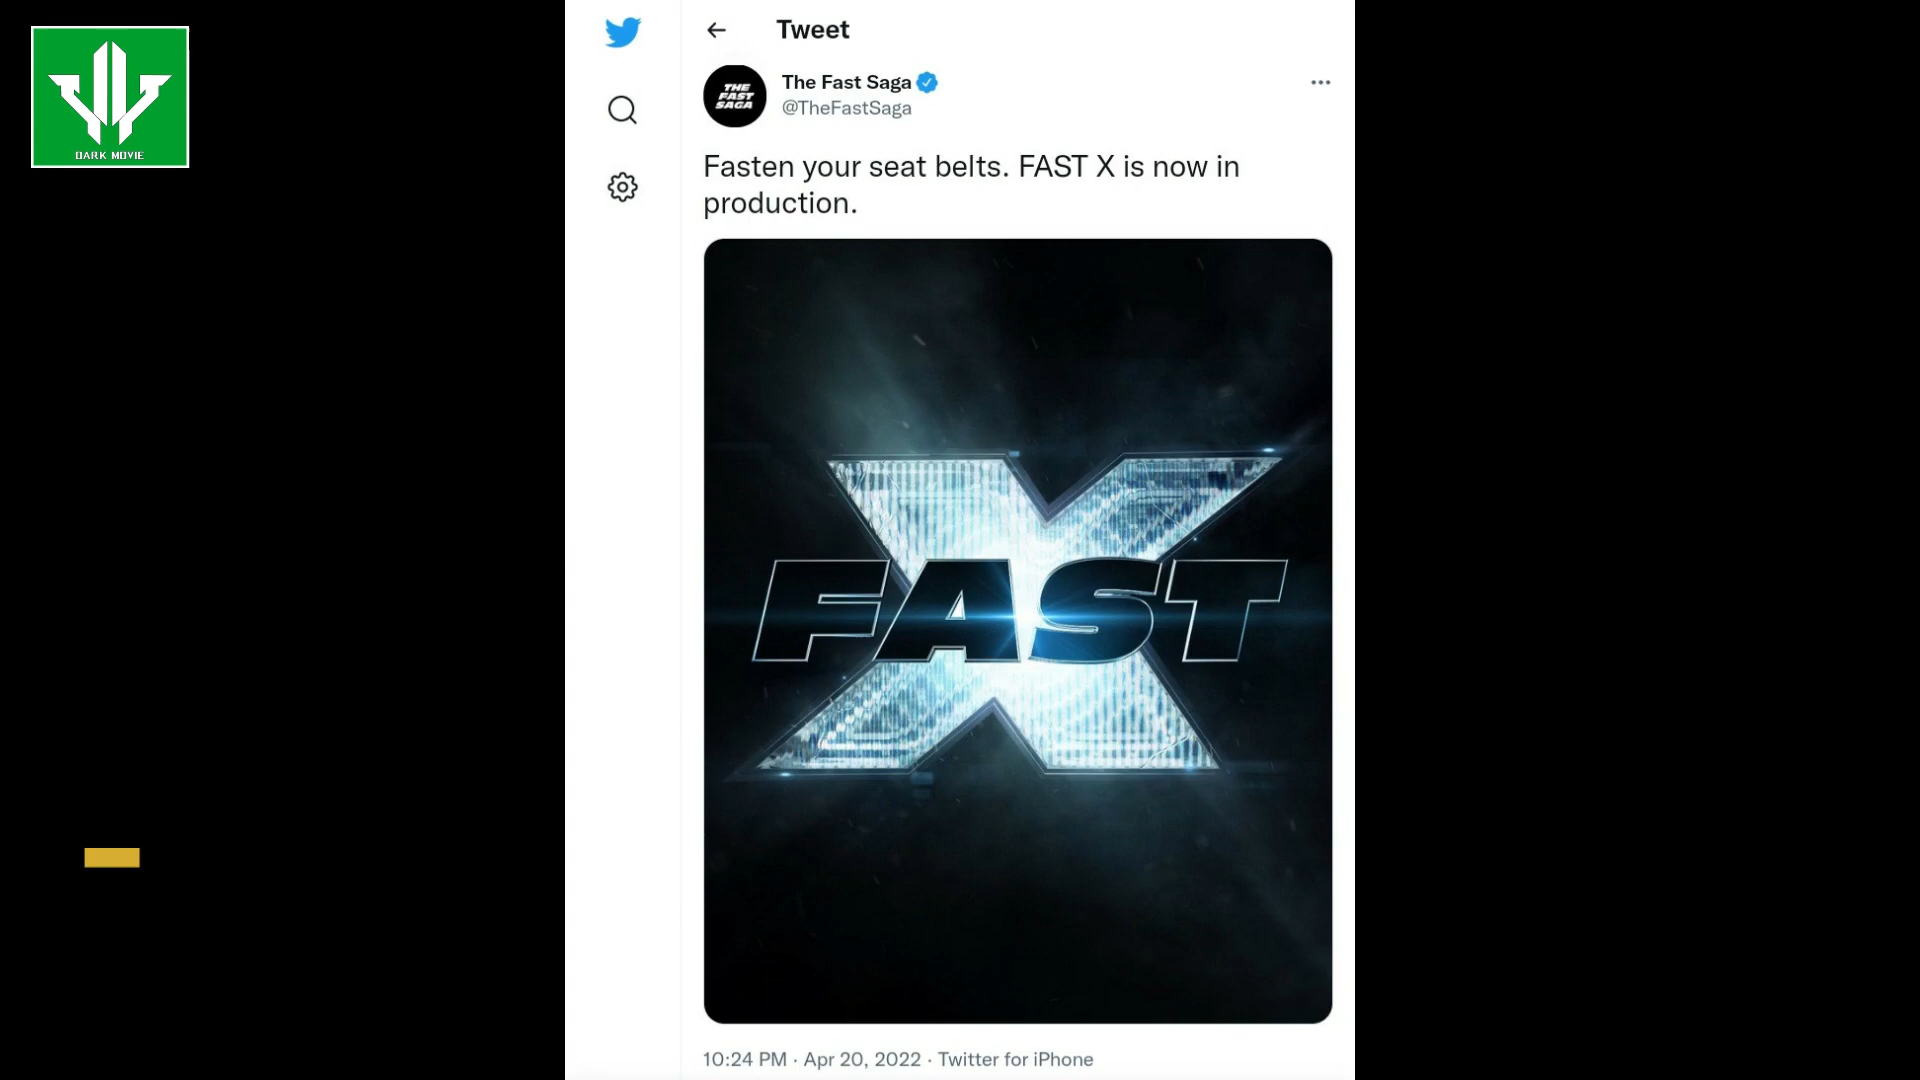 DARK MOVIE
Tweet
THE
FAST
SAGA
The Fast Saga
@TheFastSaga
Fasten your seat belts. FAST X is now in
production.
X
FAST
10:24 PM · Apr 20, 2022 · Twitter for iPhone